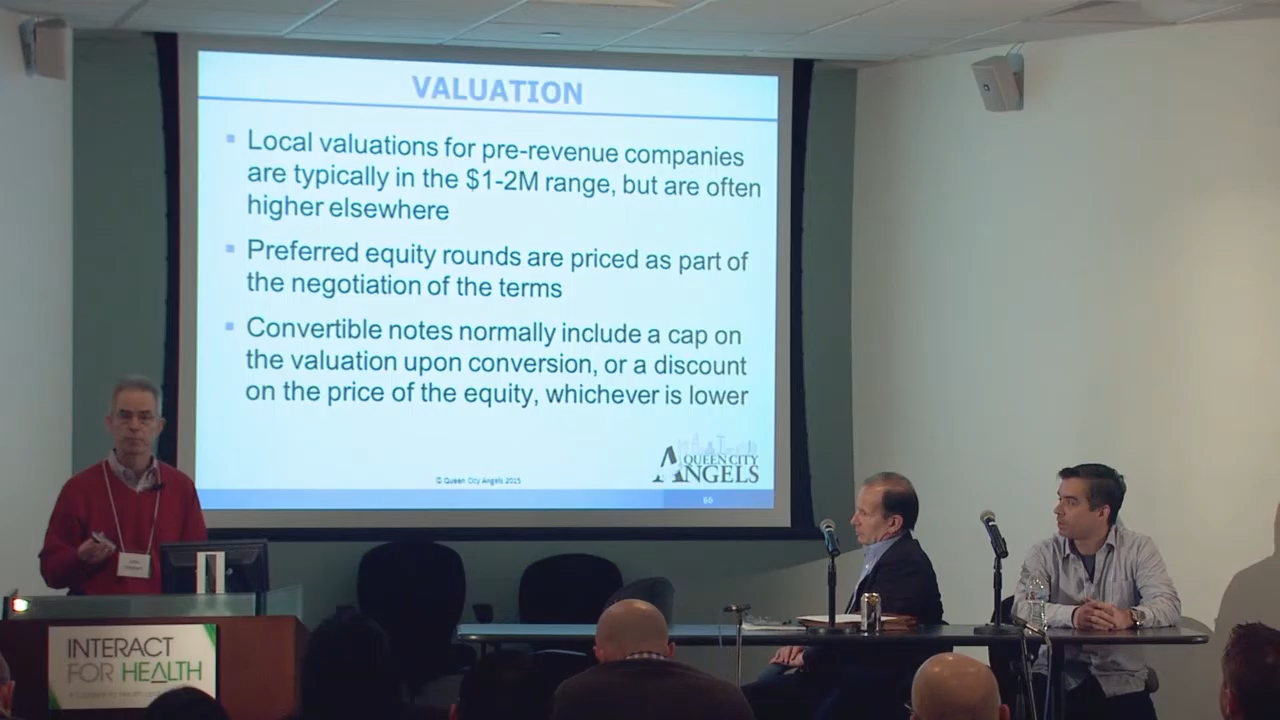 VALUATION
Local valuations for pre-revenue companies
are typically in the $1-2M range, but are often
higher elsewhere
Preferred equity rounds are priced as part of
the negotiation of the terms
Convertible notes normally include a cap on
the valuation upon conversion, or a discount
on the price of the equity, whichever is lower
QUEEN CITY
ANGELS
© Queen City Angels 2015
66
INTERACT
FOR HEALTH